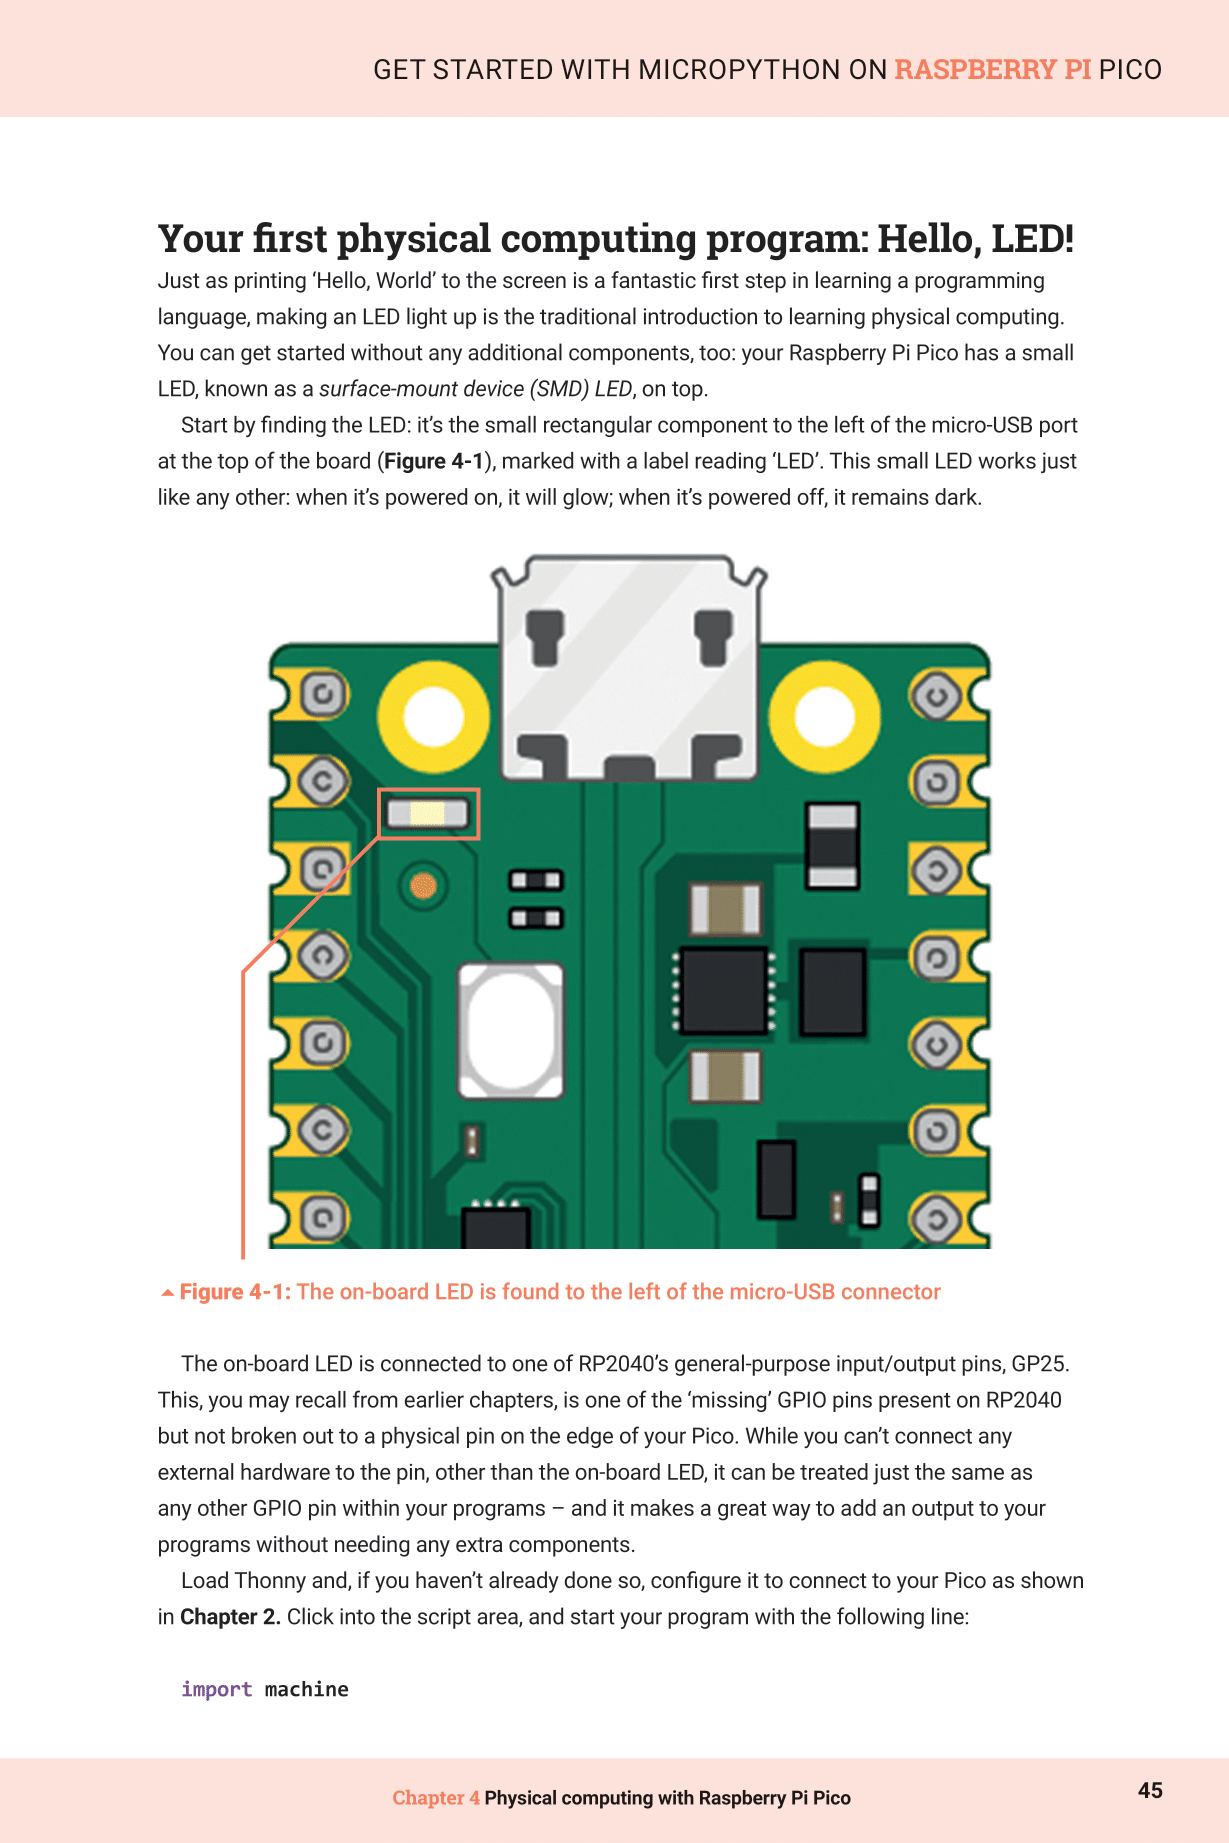 GET STARTED WITH MICROPYTHON ON RASPBERRY PI PICO
Your first physical computing program: Hello, LED!
Just as printing ‘Hello, World’ to the screen is a fantastic first step in learning a programming
language, making an LED light up is the traditional introduction to learning physical computing.
You can get started without any additional components, too: your Raspberry Pi Pico has a small
LED, known as a surface-mount device (SMD) LED, on top.
Start by finding the LED: it’s the small rectangular component to the left of the micro-USB port
at the top of the board (Figure 4-1), marked with a label reading ‘LED’. This small LED works just
like any other: when it’s powered on, it will glow; when it’s powered off, it remains dark.
Figure 4-1: The on-board LED is found to the left of the micro-USB connector
The on-board LED is connected to one of RP2040’s general-purpose input/output pins, GP25.
This, you may recall from earlier chapters, is one of the ‘missing’ GPIO pins present on RP2040
but not broken out to a physical pin on the edge of your Pico. While you can’t connect any
external hardware to the pin, other than the on-board LED, it can be treated just the same as
any other GPIO pin within your programs – and it makes a great way to add an output to your
programs without needing any extra components.
Load Thonny and, if you haven’t already done so, configure it to connect to your Pico as shown
in Chapter 2. Click into the script area, and start your program with the following line:
import machine
Chapter 4 Physical computing with Raspberry Pi Pico
45